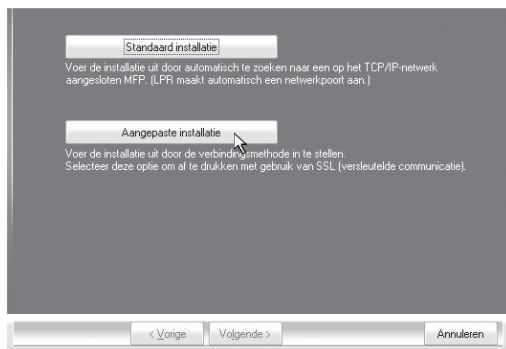 Standaard installatie
Voer de installatie uit door automatisch te zoeken naar een op het TCP/IP-netwerk
aangesloten MFP. (LPR maakt automatisch een netwerkpoort aan.)
Aangepaste installatie
Voer de installatie uit door de verbindingsmethode in te stellen.
Selecteer deze optie om af te drukken met gebruik van SSL (versleutelde communicatie).
< Vorige
Volgende >
Annuleren